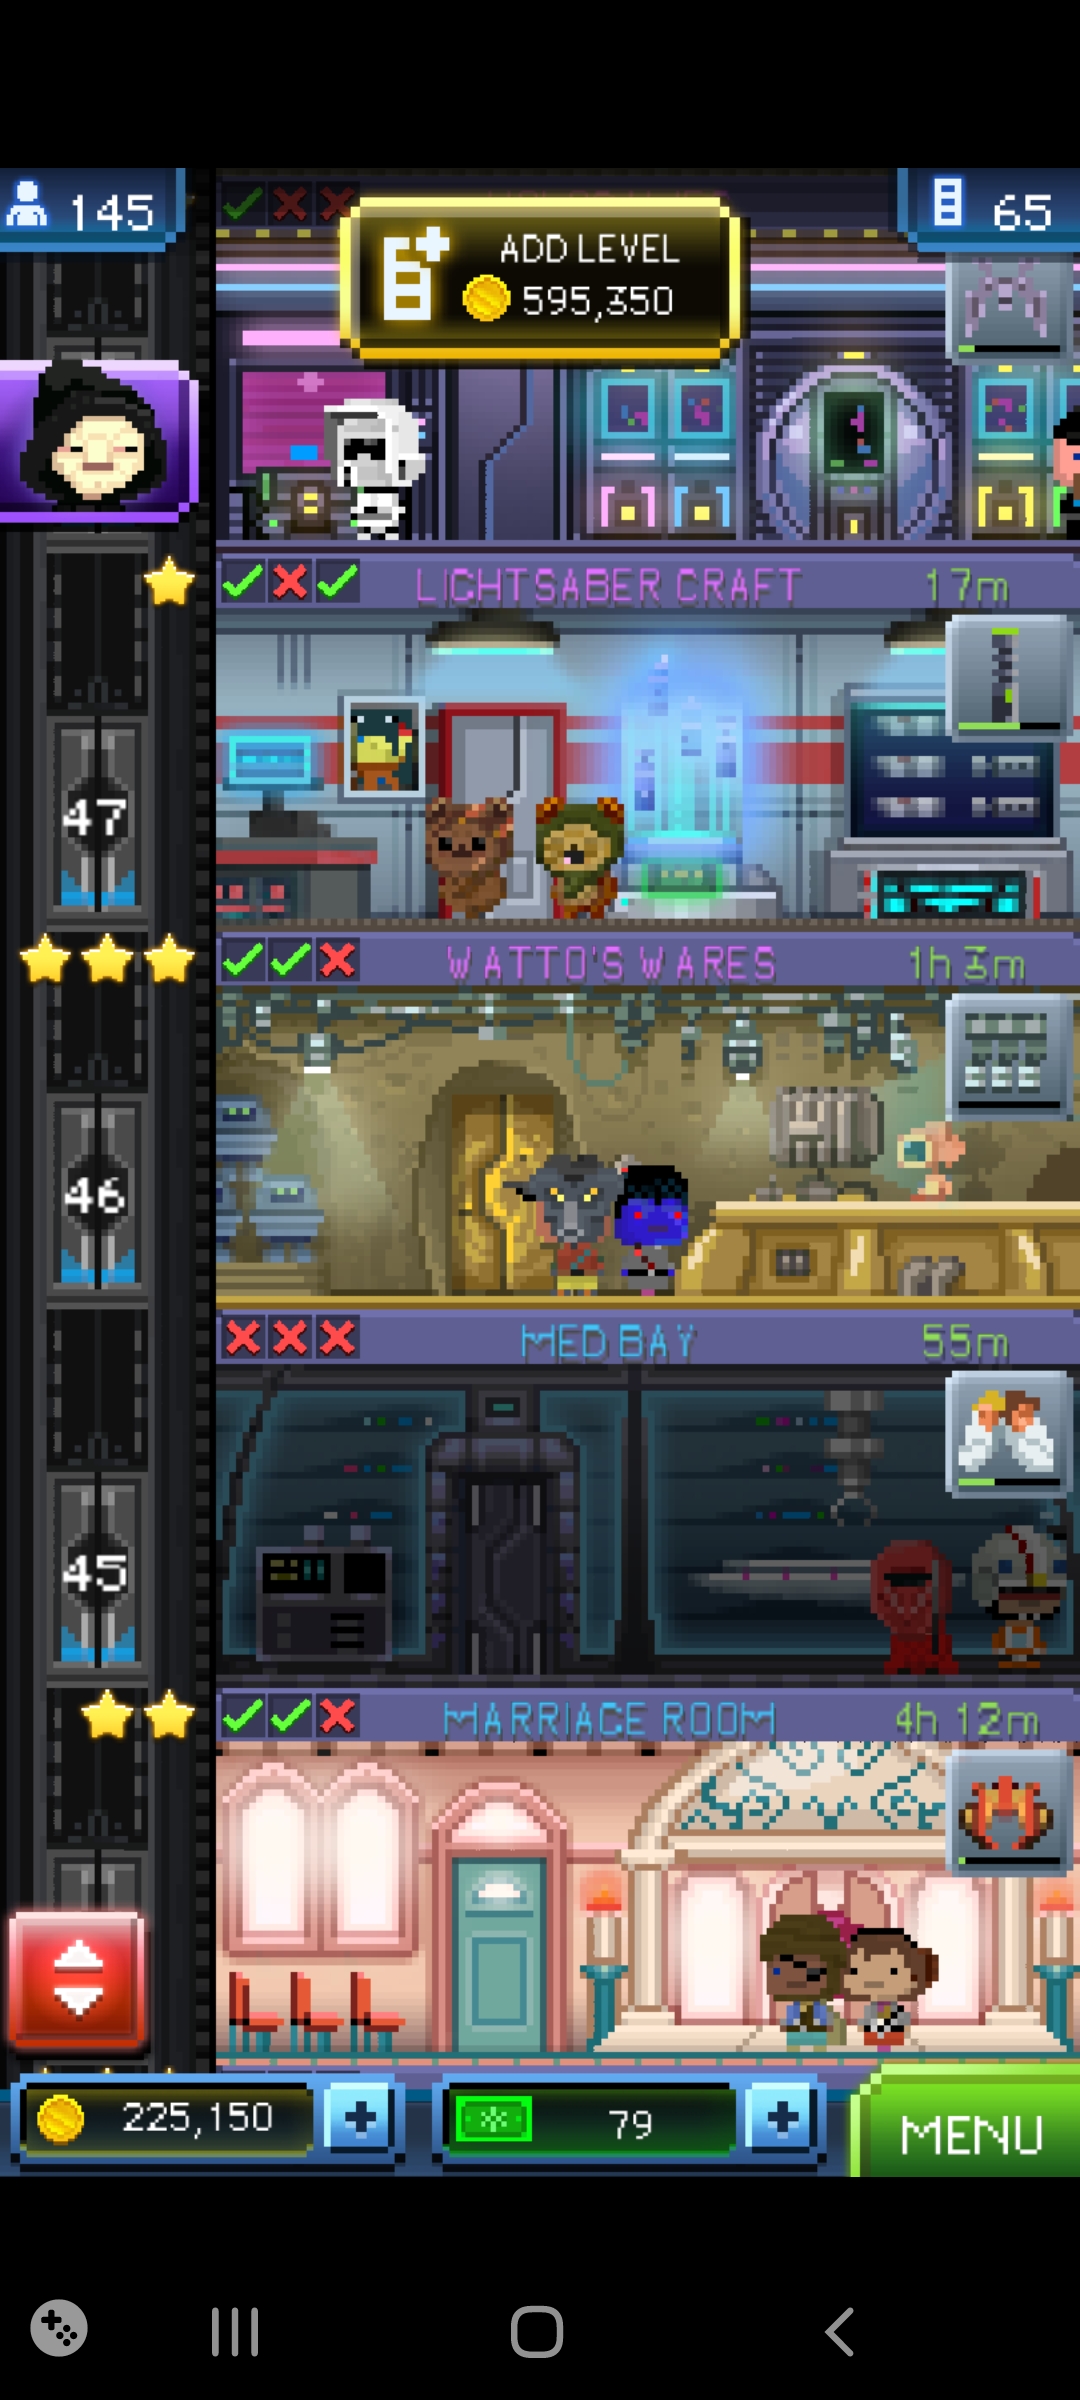 145
65
ADD LEVEL
595,350
LIGHTSABER CRAFT 17m
47
WATTO'S WARES 1h 3m
46
MED BAY 55m
45
MARRIAGE ROOM 4h 12m
225,150
79
MENU